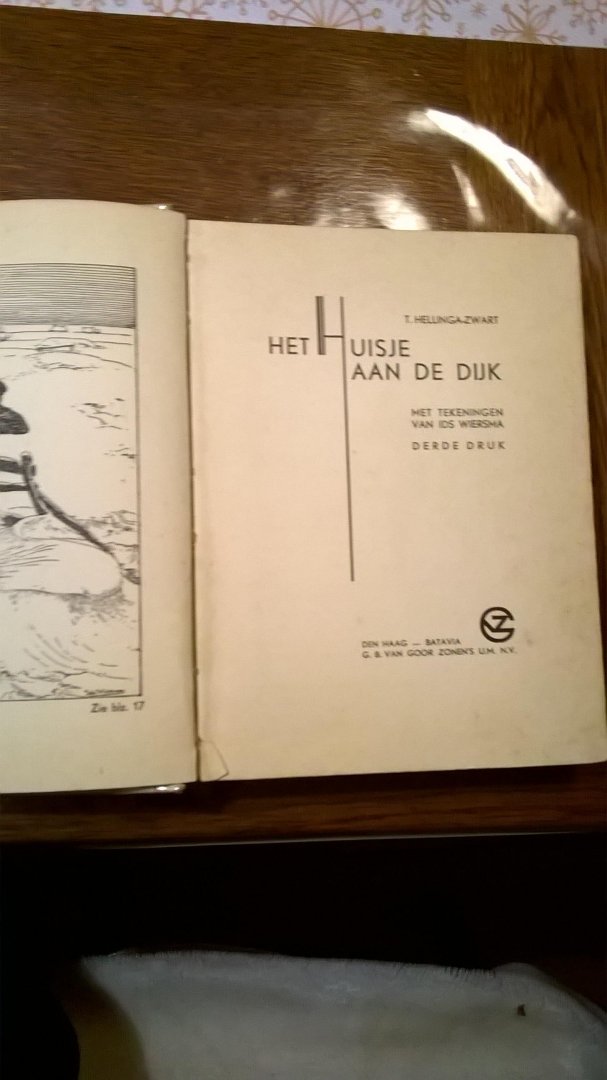 Zie blz. 17
T. HELLINGA-ZWART
HET HUISJE
AAN DE DIJK
MET TEKENINGEN
VAN IDS WIERSMA
DERDE DRUK
DEN HAAG — BATAVIA
G. B. VAN GOOR ZONEN'S U.M. N.V.